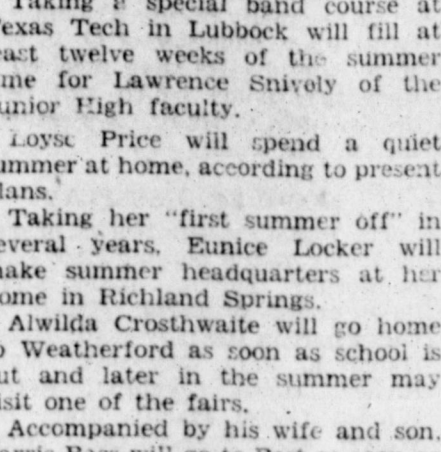 Taking a special band course at
Texas Tech in Lubbock will fill at
east twelve weeks of the summer
me for Lawrence Snively of the
unior High faculty.
Loyse Price will spend a quiet
ummer at home, according to present
lans.
Taking her "first summer off" in
everal years, Eunice Locker will
nake summer headquarters at her
ome in Richland Springs.
Alwilda Crosthwaite will go home
o Weatherford as soon as school is
ut and later in the summer may
isit one of the fairs.
Accompanied by his wife and son,
will go to